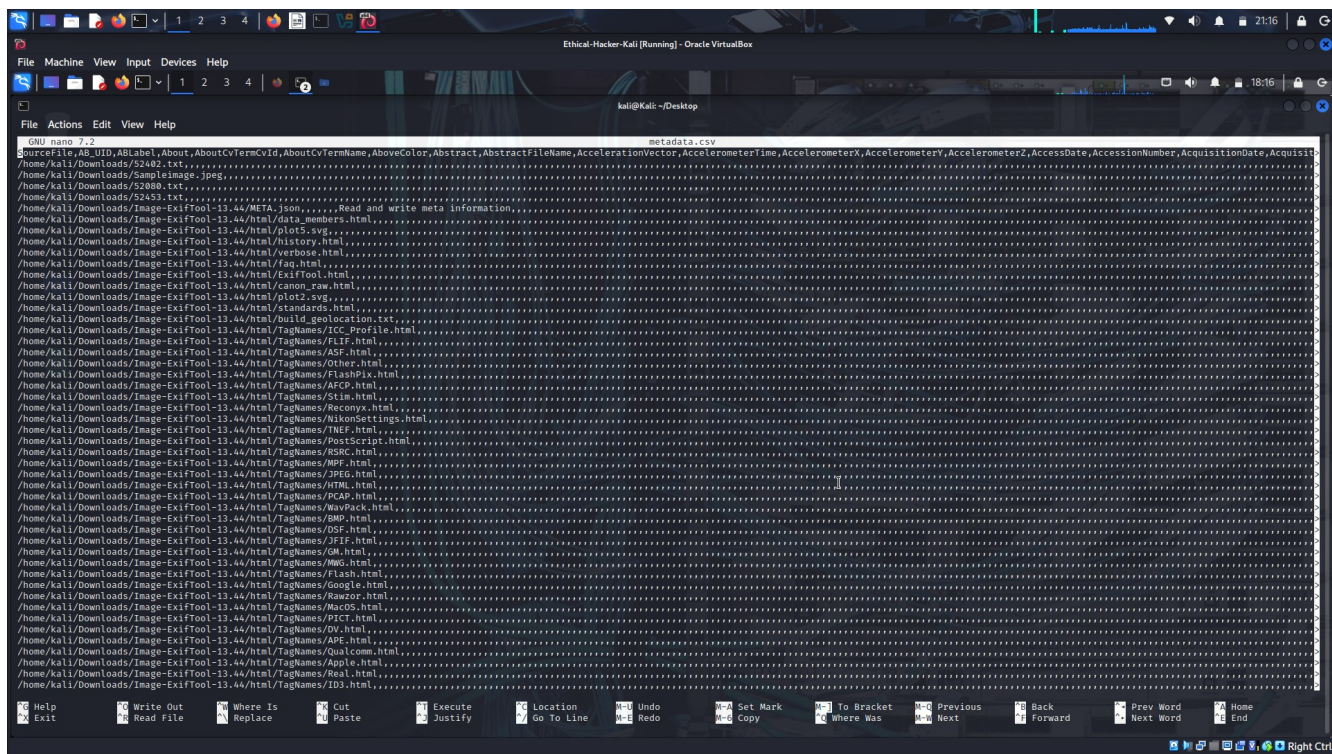 1 2 3 4 21:16
Ethical-Hacker-Kali [Running] - Oracle VirtualBox
File Machine View Input Devices Help
1 2 3 4 2 18:16
kali@Kali: ~/Desktop
File Actions Edit View Help
GNU nano 7.2 metadata.csv
SourceFile,AB_UID,ABLabel,About,AboutCvTermCvId,AboutCvTermName,AboveColor,Abstract,AbstractFileName,AccelerationVector,AccelerometerTime,AccelerometerX,AccelerometerY,AccelerometerZ,AccessDate,AccessionNumber,AcquisitionDate,Acquisit>
/home/kali/Downloads/52402.txt,,,,,,,,>
/home/kali/Downloads/Sampleimage.jpeg,,,,,,,,>
/home/kali/Downloads/52080.txt,,,,,,,,>
/home/kali/Downloads/52453.txt,,,,,,,,>
/home/kali/Downloads/Image-ExifTool-13.44/META.json,,,,,,,Read and write meta information,,,,,,,,>
/home/kali/Downloads/Image-ExifTool-13.44/html/data_members.html,,,,,,,,>
/home/kali/Downloads/Image-ExifTool-13.44/html/plot5.svg,,,,,,,,>
/home/kali/Downloads/Image-ExifTool-13.44/html/history.html,,,,,,,,>
/home/kali/Downloads/Image-ExifTool-13.44/html/verbose.html,,,,,,,,>
/home/kali/Downloads/Image-ExifTool-13.44/html/faq.html,,,,,,,,>
/home/kali/Downloads/Image-ExifTool-13.44/html/ExifTool.html,,,,,,,,>
/home/kali/Downloads/Image-ExifTool-13.44/html/canon_raw.html,,,,,,,,>
/home/kali/Downloads/Image-ExifTool-13.44/html/plot2.svg,,,,,,,,>
/home/kali/Downloads/Image-ExifTool-13.44/html/standards.html,,,,,,,,>
/home/kali/Downloads/Image-ExifTool-13.44/html/build_geolocation.txt,,,,,,,,>
/home/kali/Downloads/Image-ExifTool-13.44/html/TagNames/ICC_Profile.html,,,,,,,,>
/home/kali/Downloads/Image-ExifTool-13.44/html/TagNames/FLIF.html,,,,,,,,>
/home/kali/Downloads/Image-ExifTool-13.44/html/TagNames/ASF.html,,,,,,,,>
/home/kali/Downloads/Image-ExifTool-13.44/html/TagNames/Other.html,,,,,,,,>
/home/kali/Downloads/Image-ExifTool-13.44/html/TagNames/FlashPix.html,,,,,,,,>
/home/kali/Downloads/Image-ExifTool-13.44/html/TagNames/AFCP.html,,,,,,,,>
/home/kali/Downloads/Image-ExifTool-13.44/html/TagNames/Stim.html,,,,,,,,>
/home/kali/Downloads/Image-ExifTool-13.44/html/TagNames/Reconyx.html,,,,,,,,>
/home/kali/Downloads/Image-ExifTool-13.44/html/TagNames/NikonSettings.html,,,,,,,,>
/home/kali/Downloads/Image-ExifTool-13.44/html/TagNames/TNEF.html,,,,,,,,>
/home/kali/Downloads/Image-ExifTool-13.44/html/TagNames/PostScript.html,,,,,,,,>
/home/kali/Downloads/Image-ExifTool-13.44/html/TagNames/RSRC.html,,,,,,,,>
/home/kali/Downloads/Image-ExifTool-13.44/html/TagNames/MPF.html,,,,,,,,>
/home/kali/Downloads/Image-ExifTool-13.44/html/TagNames/JPEG.html,,,,,,,,>
/home/kali/Downloads/Image-ExifTool-13.44/html/TagNames/HTML.html,,,,,,,,>
/home/kali/Downloads/Image-ExifTool-13.44/html/TagNames/PCAP.html,,,,,,,,>
/home/kali/Downloads/Image-ExifTool-13.44/html/TagNames/WavPack.html,,,,,,,,>
/home/kali/Downloads/Image-ExifTool-13.44/html/TagNames/BMP.html,,,,,,,,>
/home/kali/Downloads/Image-ExifTool-13.44/html/TagNames/DSF.html,,,,,,,,>
/home/kali/Downloads/Image-ExifTool-13.44/html/TagNames/JFIF.html,,,,,,,,>
/home/kali/Downloads/Image-ExifTool-13.44/html/TagNames/GM.html,,,,,,,,>
/home/kali/Downloads/Image-ExifTool-13.44/html/TagNames/MWG.html,,,,,,,,>
/home/kali/Downloads/Image-ExifTool-13.44/html/TagNames/Flash.html,,,,,,,,>
/home/kali/Downloads/Image-ExifTool-13.44/html/TagNames/Google.html,,,,,,,,>
/home/kali/Downloads/Image-ExifTool-13.44/html/TagNames/Rawzor.html,,,,,,,,>
/home/kali/Downloads/Image-ExifTool-13.44/html/TagNames/MacOS.html,,,,,,,,>
/home/kali/Downloads/Image-ExifTool-13.44/html/TagNames/PICT.html,,,,,,,,>
/home/kali/Downloads/Image-ExifTool-13.44/html/TagNames/DV.html,,,,,,,,>
/home/kali/Downloads/Image-ExifTool-13.44/html/TagNames/APE.html,,,,,,,,>
/home/kali/Downloads/Image-ExifTool-13.44/html/TagNames/Qualcomm.html,,,,,,,,>
/home/kali/Downloads/Image-ExifTool-13.44/html/TagNames/Apple.html,,,,,,,,>
/home/kali/Downloads/Image-ExifTool-13.44/html/TagNames/Real.html,,,,,,,,>
/home/kali/Downloads/Image-ExifTool-13.44/html/TagNames/ID3.html,,,,,,,,>
^G Help ^O Write Out ^W Where Is ^K Cut ^T Execute ^C Location M-U Undo M-A Set Mark M-] To Bracket M-Q Previous ^B Back ^◂ Prev Word ^A Home
^X Exit ^R Read File ^\ Replace ^U Paste ^J Justify ^/ Go To Line M-E Redo M-6 Copy ^Q Where Was M-W Next ^F Forward ^▸ Next Word ^E End
Right Ctrl